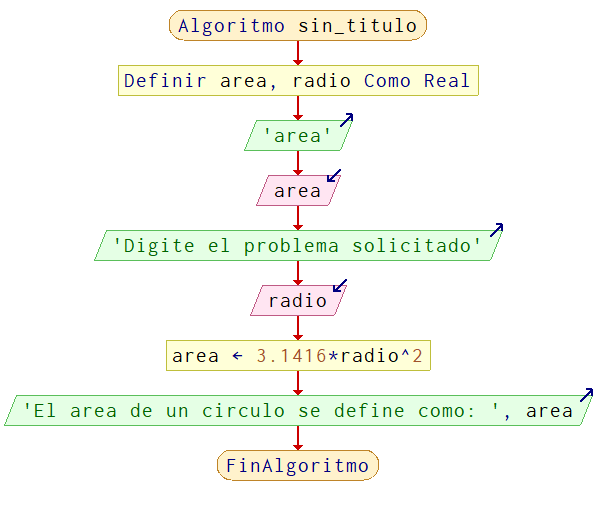 Algoritmo sin_titulo
Definir area, radio Como Real
'area'
area
'Digite el problema solicitado'
radio
area ← 3.1416*radio^2
'El area de un circulo se define como: ', area
FinAlgoritmo